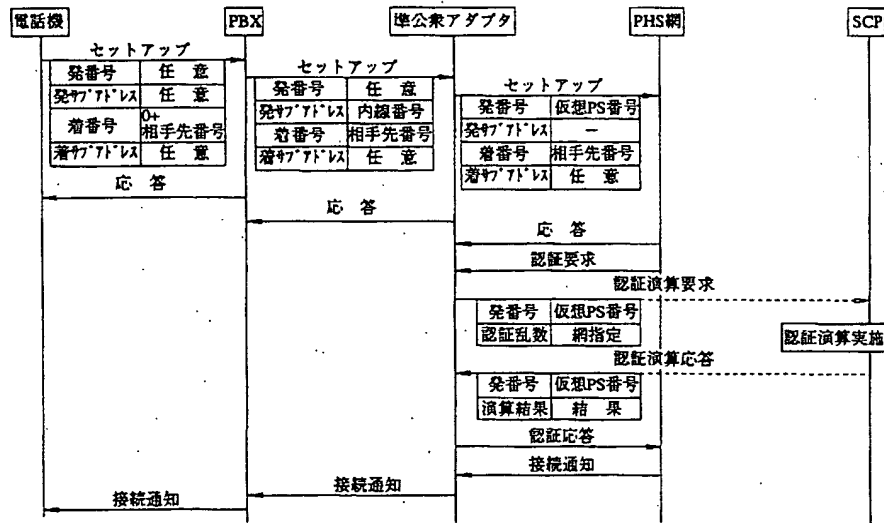 電話機 PBX 準公衆アダプタ PHS網 SCP
セットアップ
発番号 任 意
発サブアドレス 任 意
着番号 0+相手先番号
着サブアドレス 任 意
セットアップ
発番号 任 意
発サブアドレス 内線番号
着番号 相手先番号
着サブアドレス 任 意
セットアップ
発番号 仮想PS番号
発サブアドレス －
着番号 相手先番号
着サブアドレス 任 意
応 答
応 答
応 答
認証要求
認証演算要求
発番号 仮想PS番号
認証乱数 網指定
認証演算実施
認証演算応答
発番号 仮想PS番号
演算結果 結 果
認証応答
接続通知
接続通知
接続通知